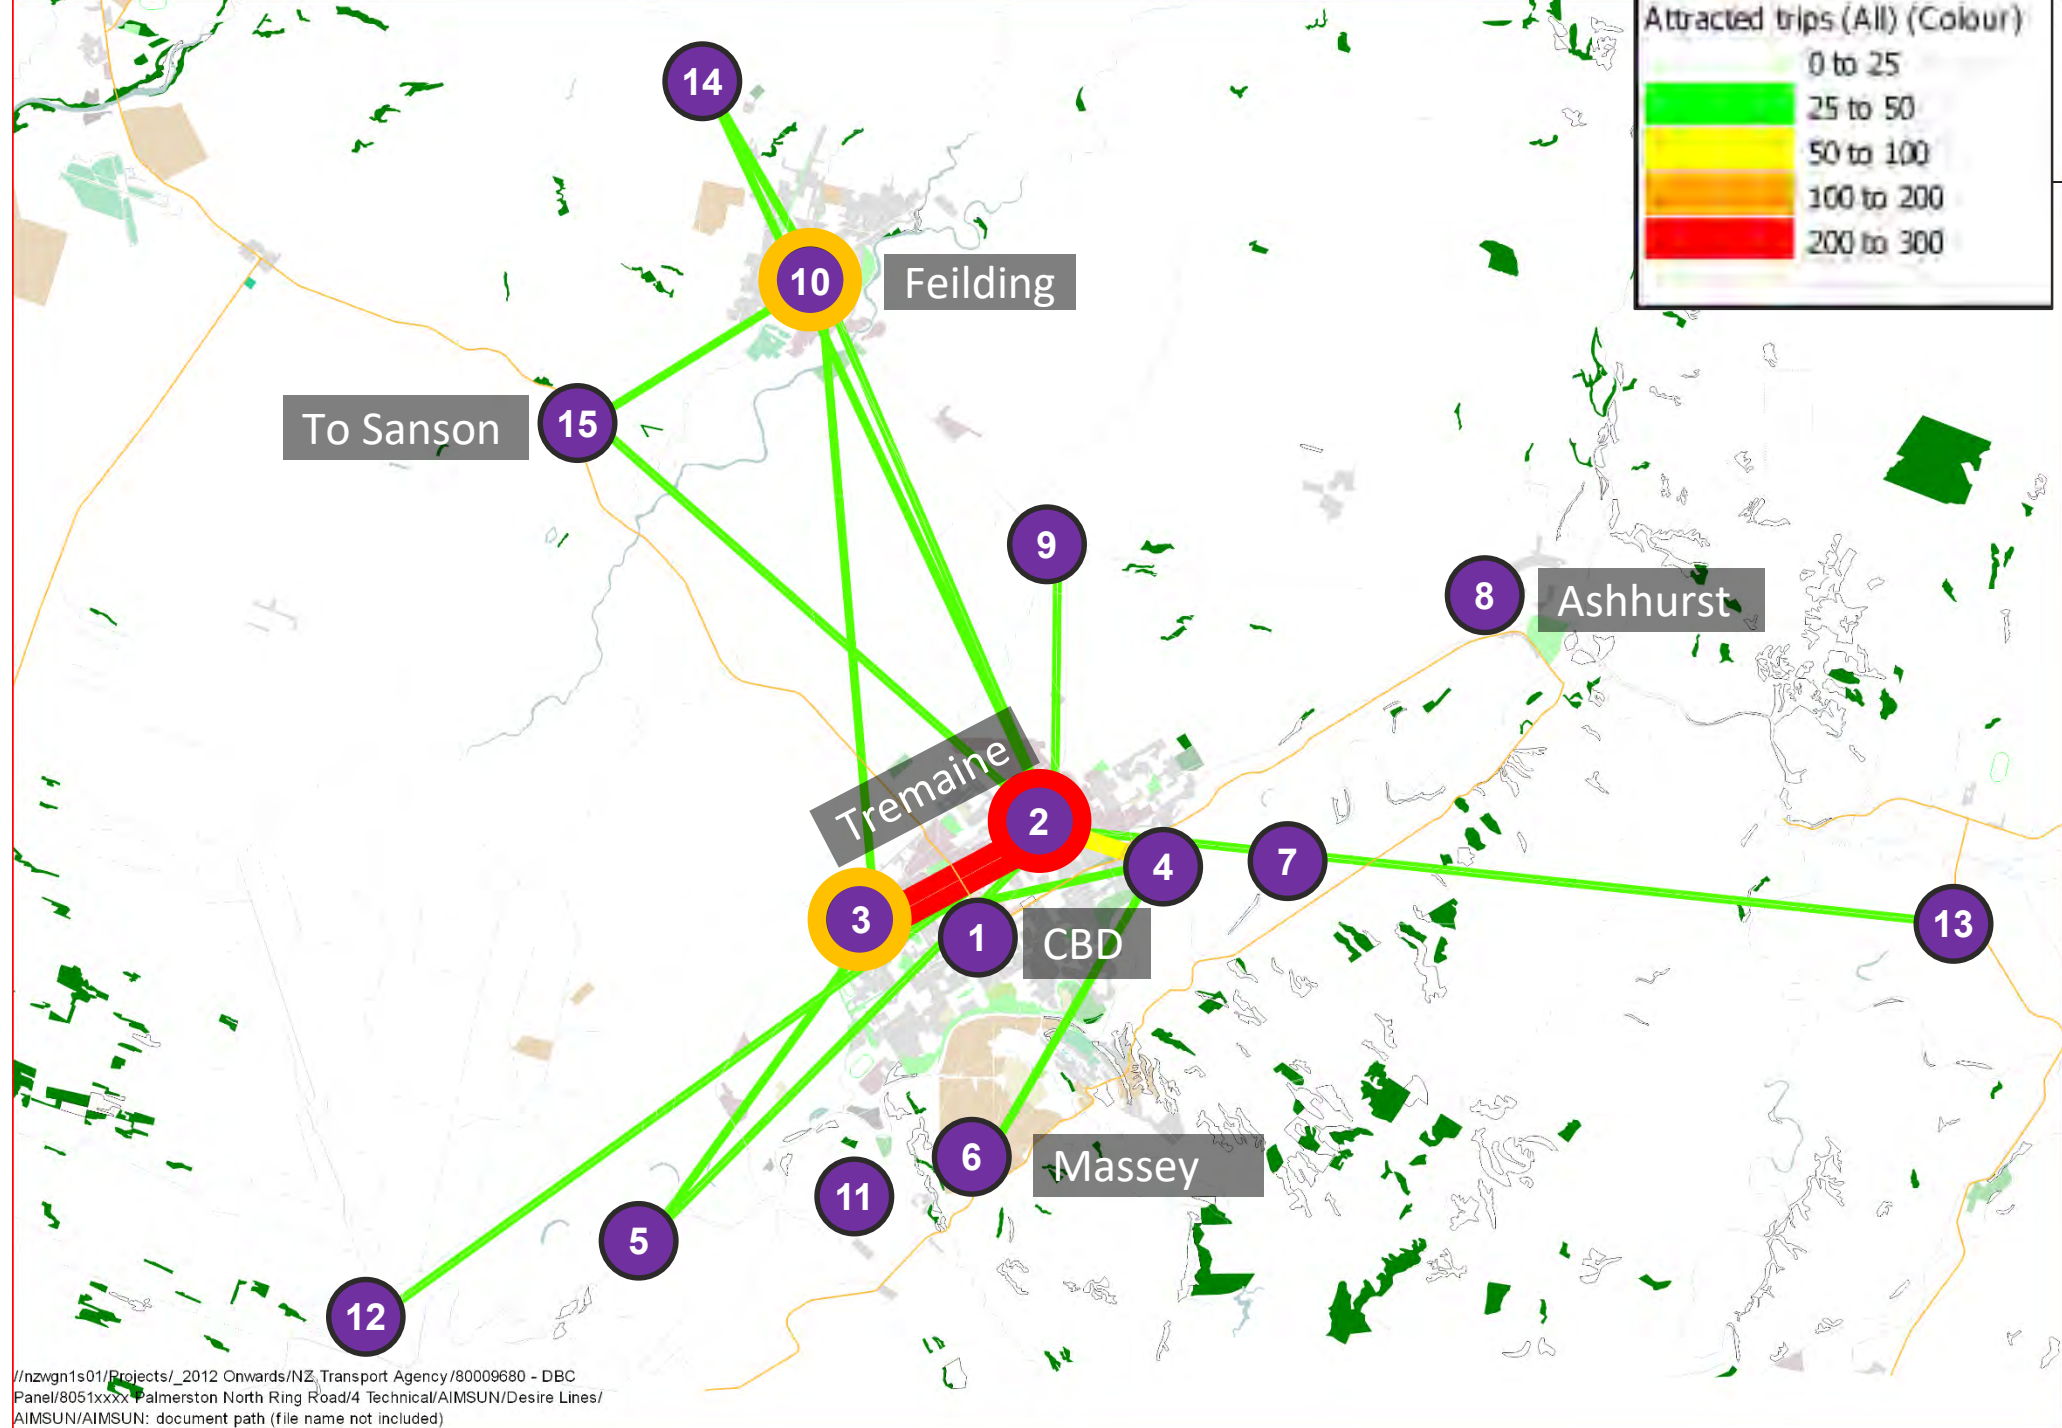 Attracted trips (All) (Colour)
0 to 25
25 to 50
50 to 100
100 to 200
200 to 300
14
10
Feilding
To Sanson
15
9
8
Ashhurst
Tremaine
2
4
7
3
1
CBD
13
6
Massey
11
5
12
//nzwgn1s01/Projects/_2012 Onwards/NZ Transport Agency/80009680 - DBC
Panel/8051xxxx Palmerston North Ring Road/4 Technical/AIMSUN/Desire Lines/
AIMSUN/AIMSUN: document path (file name not included)